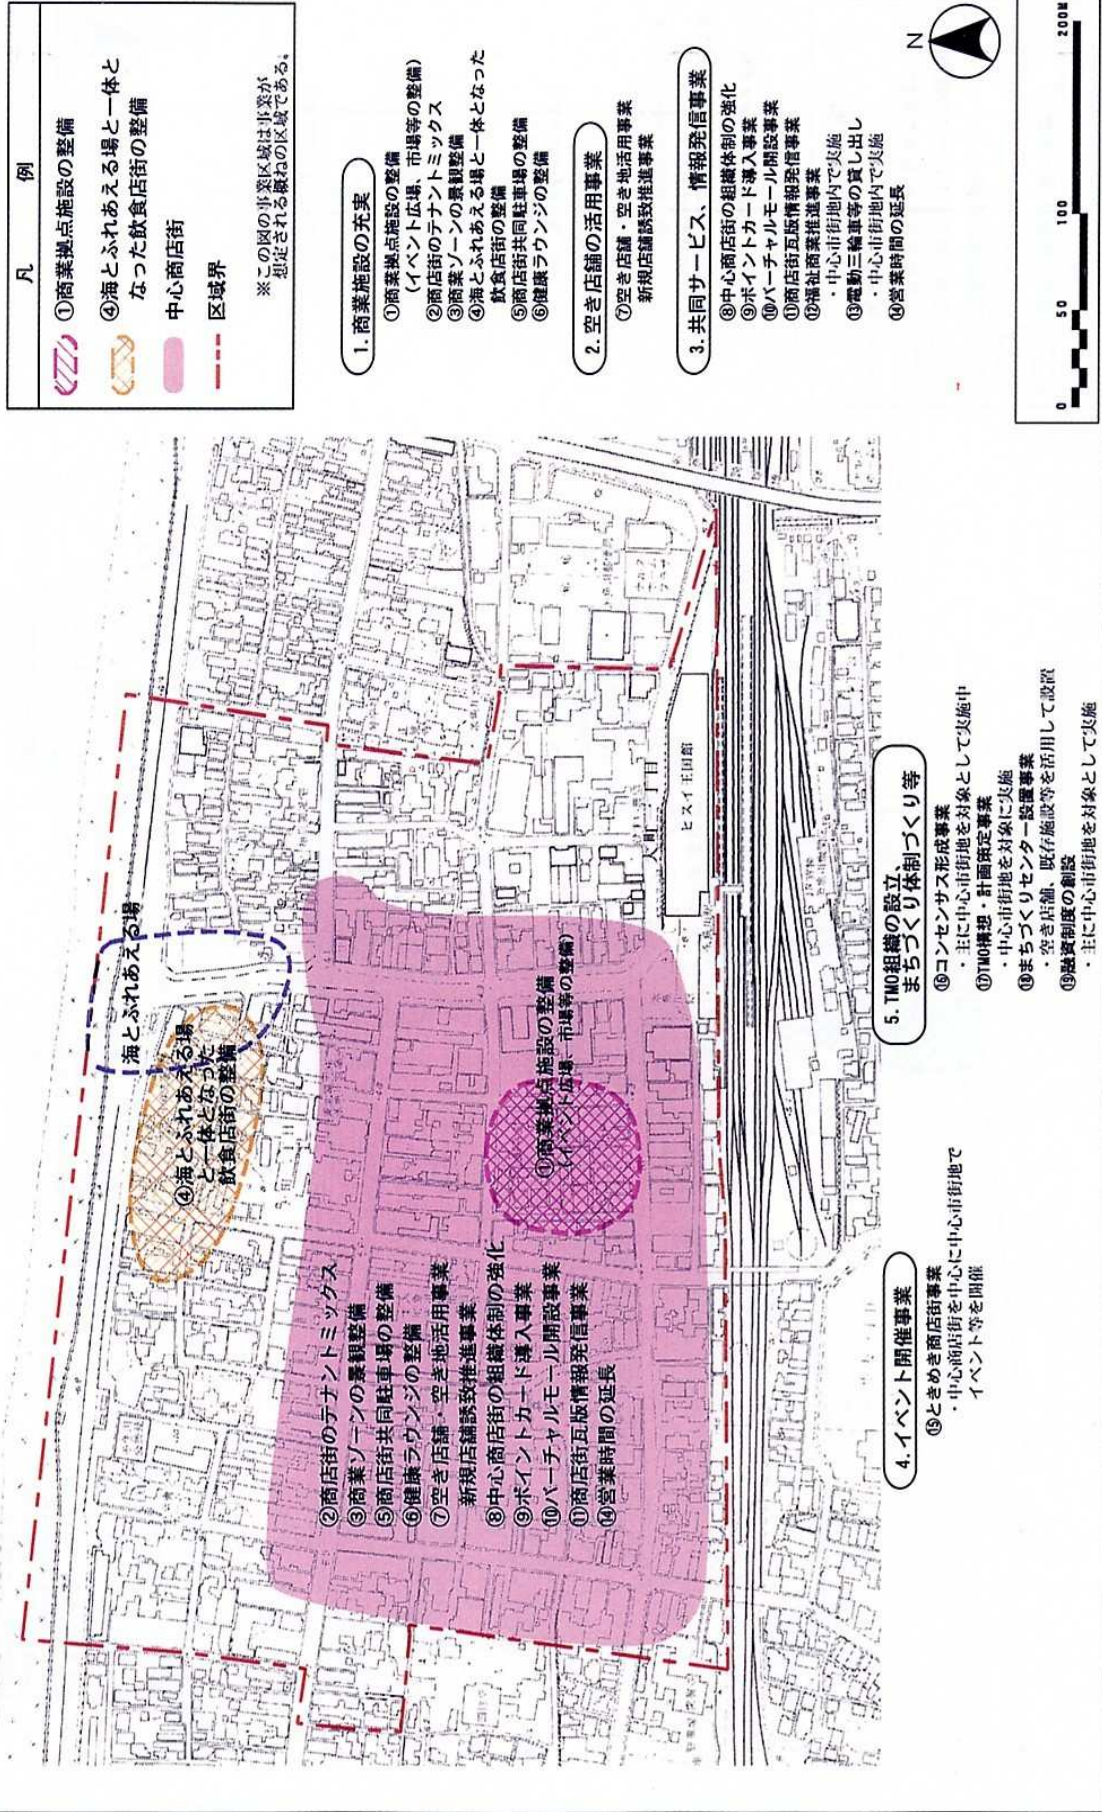 凡　例
①商業拠点施設の整備
④海とふれあえる場と一体と
なった飲食店街の整備
中心商店街
区域界
※この図の事業区域は事業が
想定される概ねの区域である。
1. 商業施設の充実
①商業拠点施設の整備
(イベント広場、市場等の整備)
②商店街のテナントミックス
③商業ゾーンの景観整備
④海とふれあえる場と一体となった
飲食店街の整備
⑤商店街共同駐車場の整備
⑥健康ラウンジの整備
2. 空き店舗の活用事業
⑦空き店舗・空き地活用事業
新規店舗誘致推進事業
3. 共同サービス、情報発信事業
⑧中心商店街の組織体制の強化
⑨ポイントカード導入事業
⑩バーチャルモール開設事業
⑪商店街瓦版情報発信事業
⑫福祉商業推進事業
・中心市街地内で実施
⑬電動三輪車等の貸し出し
・中心市街地内で実施
⑭営業時間の延長
N
0 50 100 200M
海とふれあえる場
④海とふれあえる場
と一体となった
飲食店街の整備
①商業拠点施設の整備
(イベント広場、市場等の整備)
②商店街のテナントミックス
③商業ゾーンの景観整備
⑤商店街共同駐車場の整備
⑥健康ラウンジの整備
⑦空き店舗・空き地活用事業
新規店舗誘致推進事業
⑧中心商店街の組織体制の強化
⑨ポイントカード導入事業
⑩バーチャルモール開設事業
⑪商店街瓦版情報発信事業
⑭営業時間の延長
ヒスイ王国館
4. イベント開催事業
⑮ときめき商店街事業
・中心商店街を中心に中心市街地で
イベント等を開催
5. TMO組織の設立、
まちづくり体制づくり等
⑯コンセンサス形成事業
・主に中心市街地を対象として実施中
⑰TMO構想・計画策定事業
・中心市街地を対象に実施
⑱まちづくりセンター設置事業
・空き店舗、既存施設等を活用して設置
⑲融資制度の創設
・主に中心市街地を対象として実施